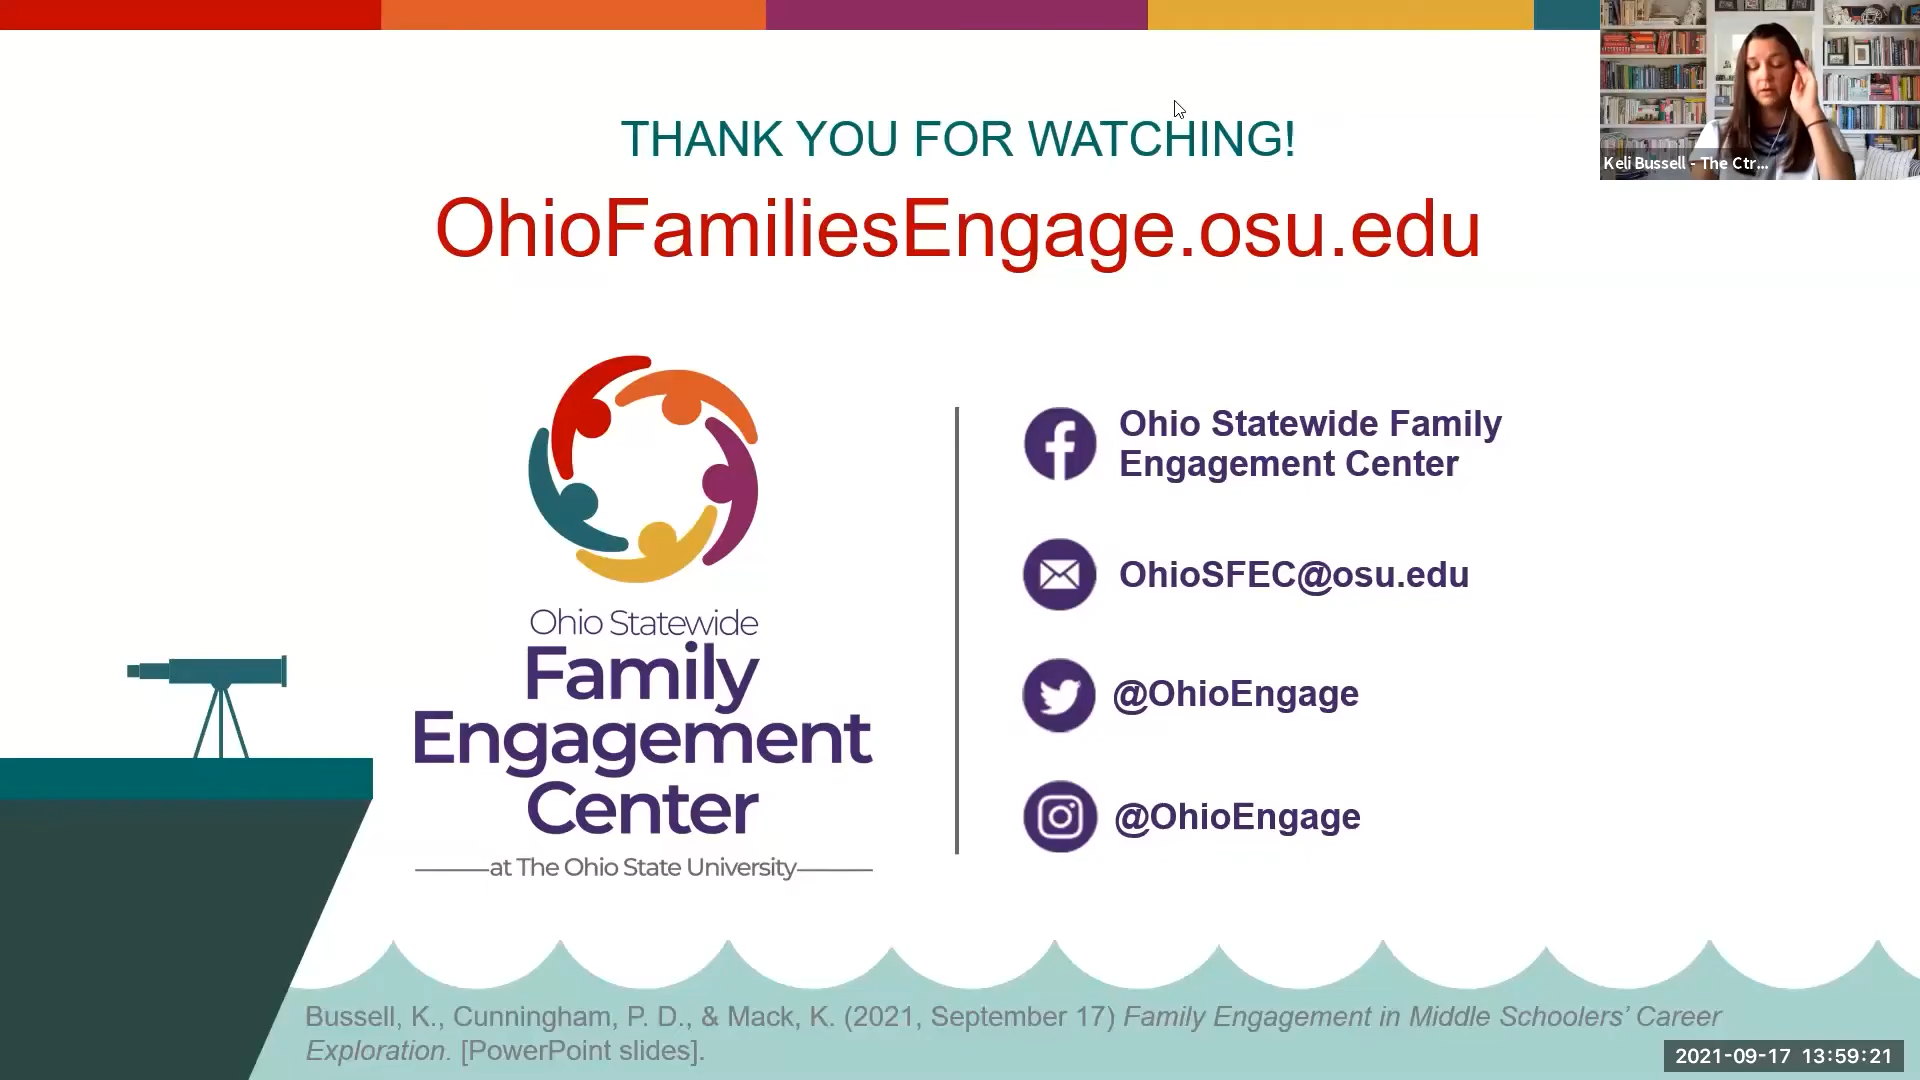 THANK YOU FOR WATCHING!
OhioFamiliesEngage.osu.edu
Keli Bussell - The Ctr...
Ohio Statewide
Family
Engagement
Center
at The Ohio State University
Ohio Statewide Family
Engagement Center
OhioSFEC@osu.edu
@OhioEngage
@OhioEngage
Bussell, K., Cunningham, P. D., & Mack, K. (2021, September 17) Family Engagement in Middle Schoolers’ Career
Exploration. [PowerPoint slides].
2021-09-17 13:59:21